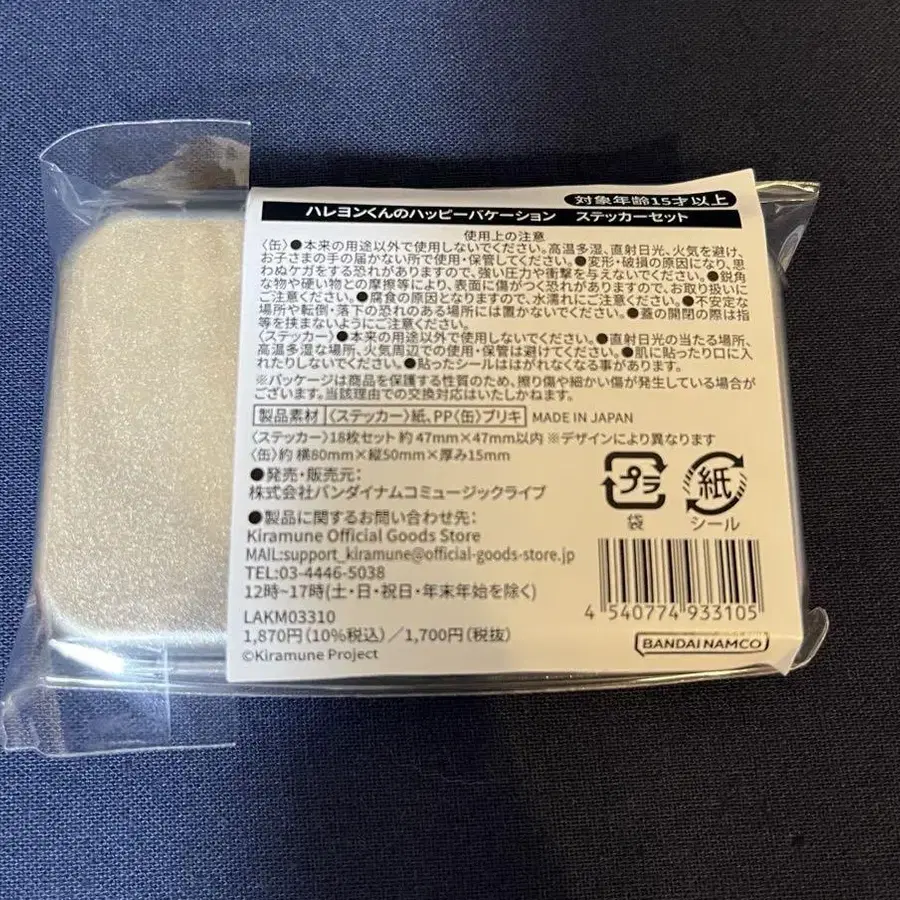 対象年齢15才以上
ハレヨンくんのハッピーバケーション ステッカーセット
使用上の注意
〈缶〉●本来の用途以外で使用しないでください。高温多湿、直射日光、火気を避け、
お子さまの手の届かない所で使用・保管してください。●変形・破損の原因になり、思
わぬケガをする恐れがありますので、強い圧力や衝撃を与えないでください。●鋭角
な物や硬い物との摩擦等により、表面に傷がつく恐れがありますので、お取り扱いに
ご注意ください。●腐食の原因となりますので、水濡れにご注意ください。●不安定な
場所や転倒・落下の恐れのある場所には置かないでください。●蓋の開閉の際は指
等を挟まないようにご注意ください。
〈ステッカー〉●本来の用途以外で使用しないでください。●直射日光の当たる場所、
高温多湿な場所、火気周辺での使用・保管は避けてください。●肌に貼ったり口に入
れたりしないでください。●貼ったシールははがれなくなる事があります。
※パッケージは商品を保護する性質のため、擦り傷や細かい傷が発生している場合が
ございます。当該理由での交換対応はいたしかねます。
製品素材 〈ステッカー〉紙、PP〈缶〉ブリキ MADE IN JAPAN
〈ステッカー〉18枚セット 約 47mm×47mm以内 ※デザインにより異なります
〈缶〉約 横80mm×縦50mm×厚み15mm
●発売・販売元:
株式会社バンダイナムコミュージックライブ
●製品に関するお問い合わせ先:
Kiramune Official Goods Store
MAIL:support_kiramune@official-goods-store.jp
TEL:03-4446-5038
12時~17時(土・日・祝日・年末年始を除く)
LAKM03310
1,870円(10%税込)/1,700円(税抜)
©Kiramune Project
プラ
袋
紙
シール
4 540774 933105
BANDAI NAMCO